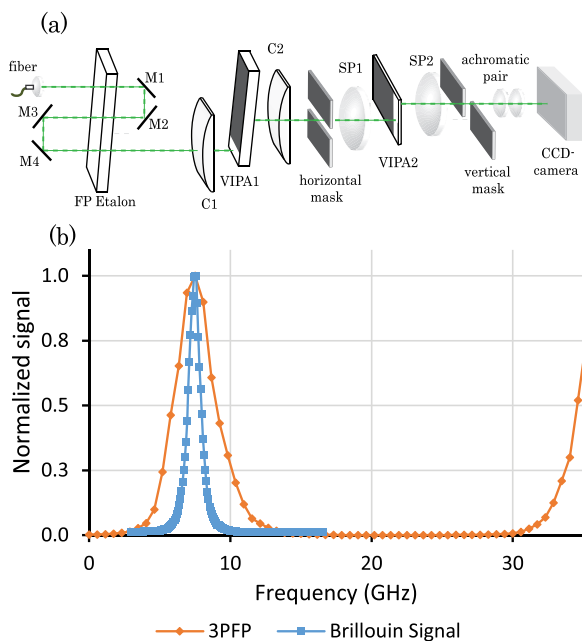 (a)
fiber
M1
M3
M2
M4
FP Etalon
C1
VIPA1
C2
horizontal
mask
SP1
VIPA2
SP2
achromatic
pair
vertical
mask
CCD-
camera
(b)
Normalized signal
1.0
0.8
0.5
0.3
0.0
0
10
20
30
Frequency (GHz)
3PFP
Brillouin Signal